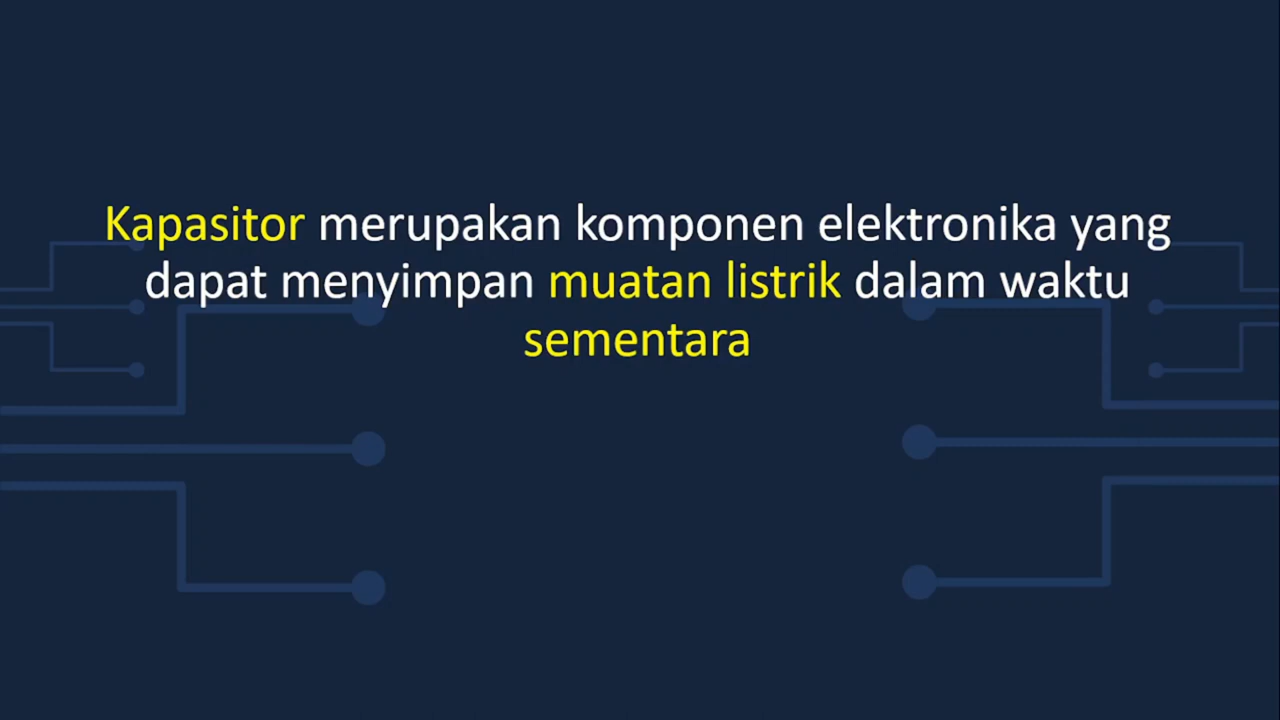 Kapasitor merupakan komponen elektronika yang
dapat menyimpan muatan listrik dalam waktu
sementara